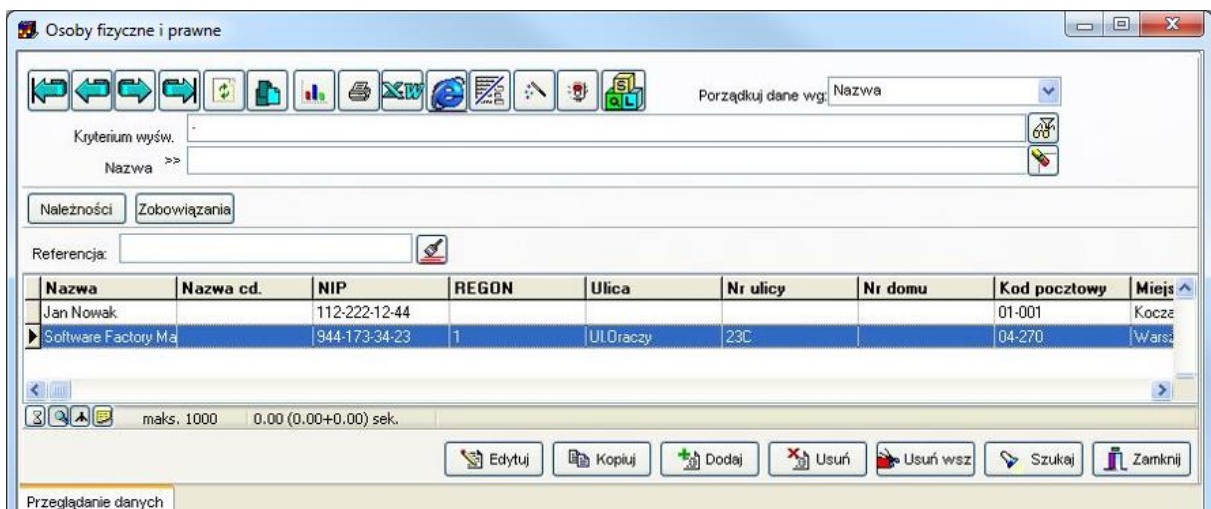 Osoby fizyczne i prawne
Porządkuj dane wg: Nazwa
Kryterium wyśw. -
Nazwa >>
Należności Zobowiązania
Referencja:
Nazwa Nazwa cd. NIP REGON Ulica Nr ulicy Nr domu Kod pocztowy Miejs
Jan Nowak 112-222-12-44 01-001 Kocza
Software Factory Ma 944-173-34-23 1 Ul.Oraczy 23C 04-270 Warsz
maks. 1000 0.00 (0.00+0.00) sek.
Edytuj Kopiuj Dodaj Usuń Usuń wsz Szukaj Zamknij
Przeglądanie danych